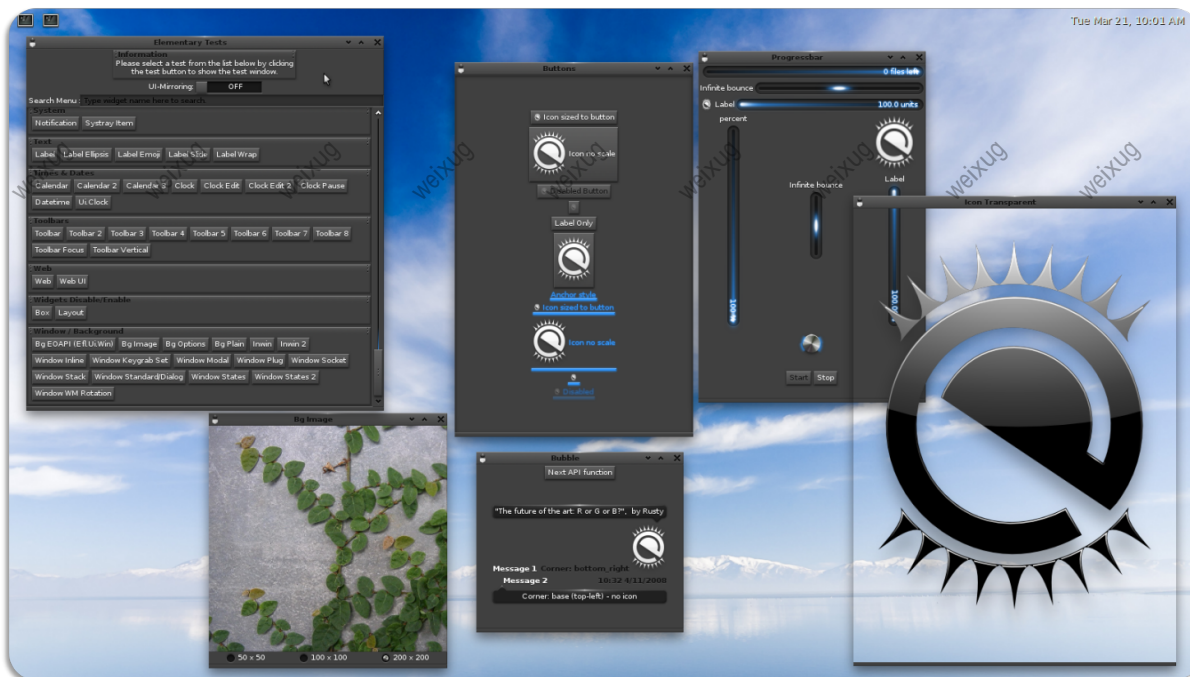 Tue Mar 21, 10:01 AM
Elementary Tests
Information
Please select a test from the list below by clicking
the test button to show the test window.
UI-Mirroring: OFF
Search Menu : Type widget name here to search.
System
Notification Systray Item
Text
Label Label Ellipsis Label Emoji Label Slide Label Wrap
Times & Dates
Calendar Calendar 2 Calendar 3 Clock Clock Edit Clock Edit 2 Clock Pause
Datetime Ui.Clock
Toolbars
Toolbar Toolbar 2 Toolbar 3 Toolbar 4 Toolbar 5 Toolbar 6 Toolbar 7 Toolbar 8
Toolbar Focus Toolbar Vertical
Web
Web Web UI
Widgets Disable/Enable
Box Layout
Window / Background
Bg EOAPI (Efl.Ui.Win) Bg Image Bg Options Bg Plain Inwin Inwin 2
Window Inline Window Keygrab Set Window Modal Window Plug Window Socket
Window Stack Window Standard/Dialog Window States Window States 2
Window WM Rotation
Buttons
Icon sized to button
Icon no scale
Disabled Button
Label Only
Anchor style
Icon sized to button
Icon no scale
Disabled
Progressbar
0 files left
Infinite bounce
Label 100.0 units
percent
Label
Infinite bounce
100 %
Start Stop
Icon Transparent
Bg Image
50 x 50 100 x 100 200 x 200
Bubble
Next API function
"The future of the art: R or G or B?", by Rusty
Message 1 Corner: bottom_right
Message 2 10:32 4/11/2008
Corner: base (top-left) - no icon
weixug weixug weixug weixug weixug weixug weixug weixug